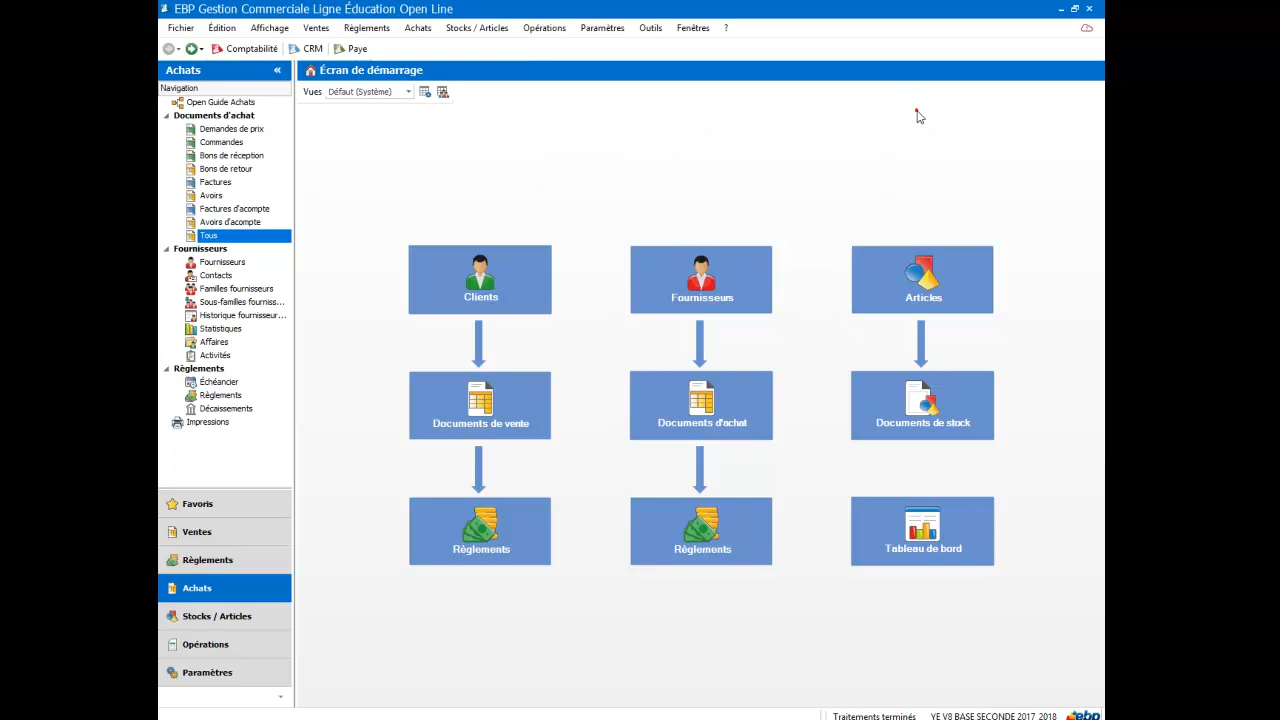 EBP Gestion Commerciale Ligne Éducation Open Line
Fichier Édition Affichage Ventes Règlements Achats Stocks / Articles Opérations Paramètres Outils Fenêtres ?
Comptabilité CRM Paye
Achats «
Écran de démarrage
Navigation
Vues Défaut (Système)
Open Guide Achats
Documents d'achat
Demandes de prix
Commandes
Bons de réception
Bons de retour
Factures
Avoirs
Factures d'acompte
Avoirs d'acompte
Tous
Fournisseurs
Fournisseurs
Contacts
Familles fournisseurs
Sous-familles fourniss...
Historique fournisseur...
Statistiques
Affaires
Activités
Règlements
Échéancier
Règlements
Décaissements
Impressions
Favoris
Ventes
Règlements
Achats
Stocks / Articles
Opérations
Paramètres
Clients Fournisseurs Articles
Documents de vente Documents d'achat Documents de stock
Règlements Règlements Tableau de bord
Traitements terminés YE V8 BASE SECONDE 2017_2018 ebp